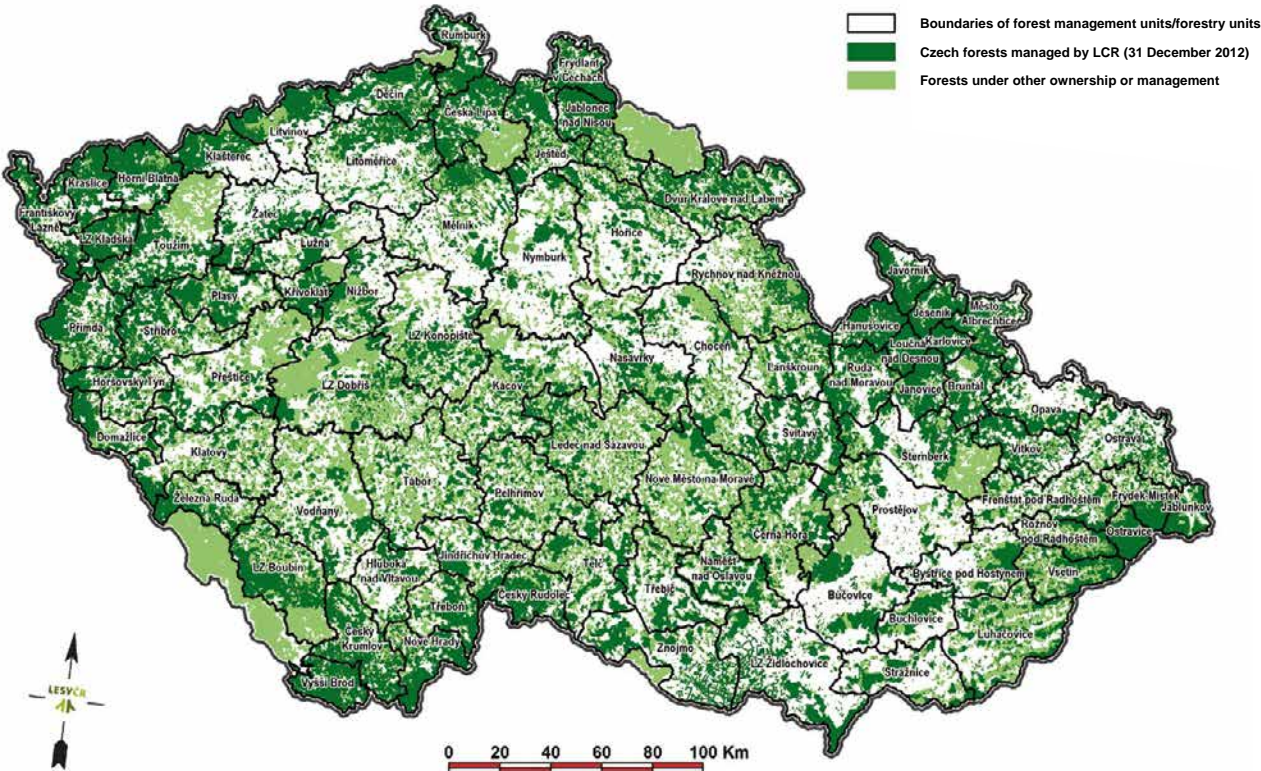 Boundaries of forest management units/forestry units
Czech forests managed by LCR (31 December 2012)
Forests under other ownership or management
Rumburk
Frýdlant
v Čechách
Děčín
Česká Lípa
Jablonec
nad Nisou
Litvínov
Klášterec
Litoměřice
Ještěd
Kraslice
Horní Blatná
Dvůr Králové nad Labem
Františkovy
Lázně
Žatec
LZ Kladská
Toužim
Lužná
Mělník
Hořice
Nymburk
Rychnov nad Kněžnou
Javorník
Plasy
Křivoklát
Nižbor
Jeseník
Město
Albrechtice
Přimda
Stříbro
LZ Konopiště
Hanušovice
Loučná
nad Desnou
Karlovice
Choceň
Nasavrky
Lanškroun
Ruda
nad Moravou
Janovice
Bruntál
Horšovský Týn
Přeštice
LZ Dobříš
Kácov
Opava
Domažlice
Svitavy
Ostrava
Klatovy
Ledeč nad Sázavou
Šternberk
Vítkov
Tábor
Nové Město na Moravě
Pelhřimov
Železná Ruda
Vodňany
Frenštát pod Radhoštěm
Frýdek-Místek
Jablunkov
Prostějov
Rožnov
pod Radhoštěm
Ostravice
Černá Hora
Jindřichův Hradec
Telč
Náměšť
nad Oslavou
LZ Boubín
Hluboká
nad Vltavou
Bystřice pod Hostýnem
Vsetín
Třebíč
Český Rudolec
Bučovice
Třeboň
Buchlovice
Luhačovice
Český
Krumlov
Nové Hrady
Znojmo
LZ Židlochovice
Strážnice
Vyšší Brod
LESYČR
0 20 40 60 80 100 Km